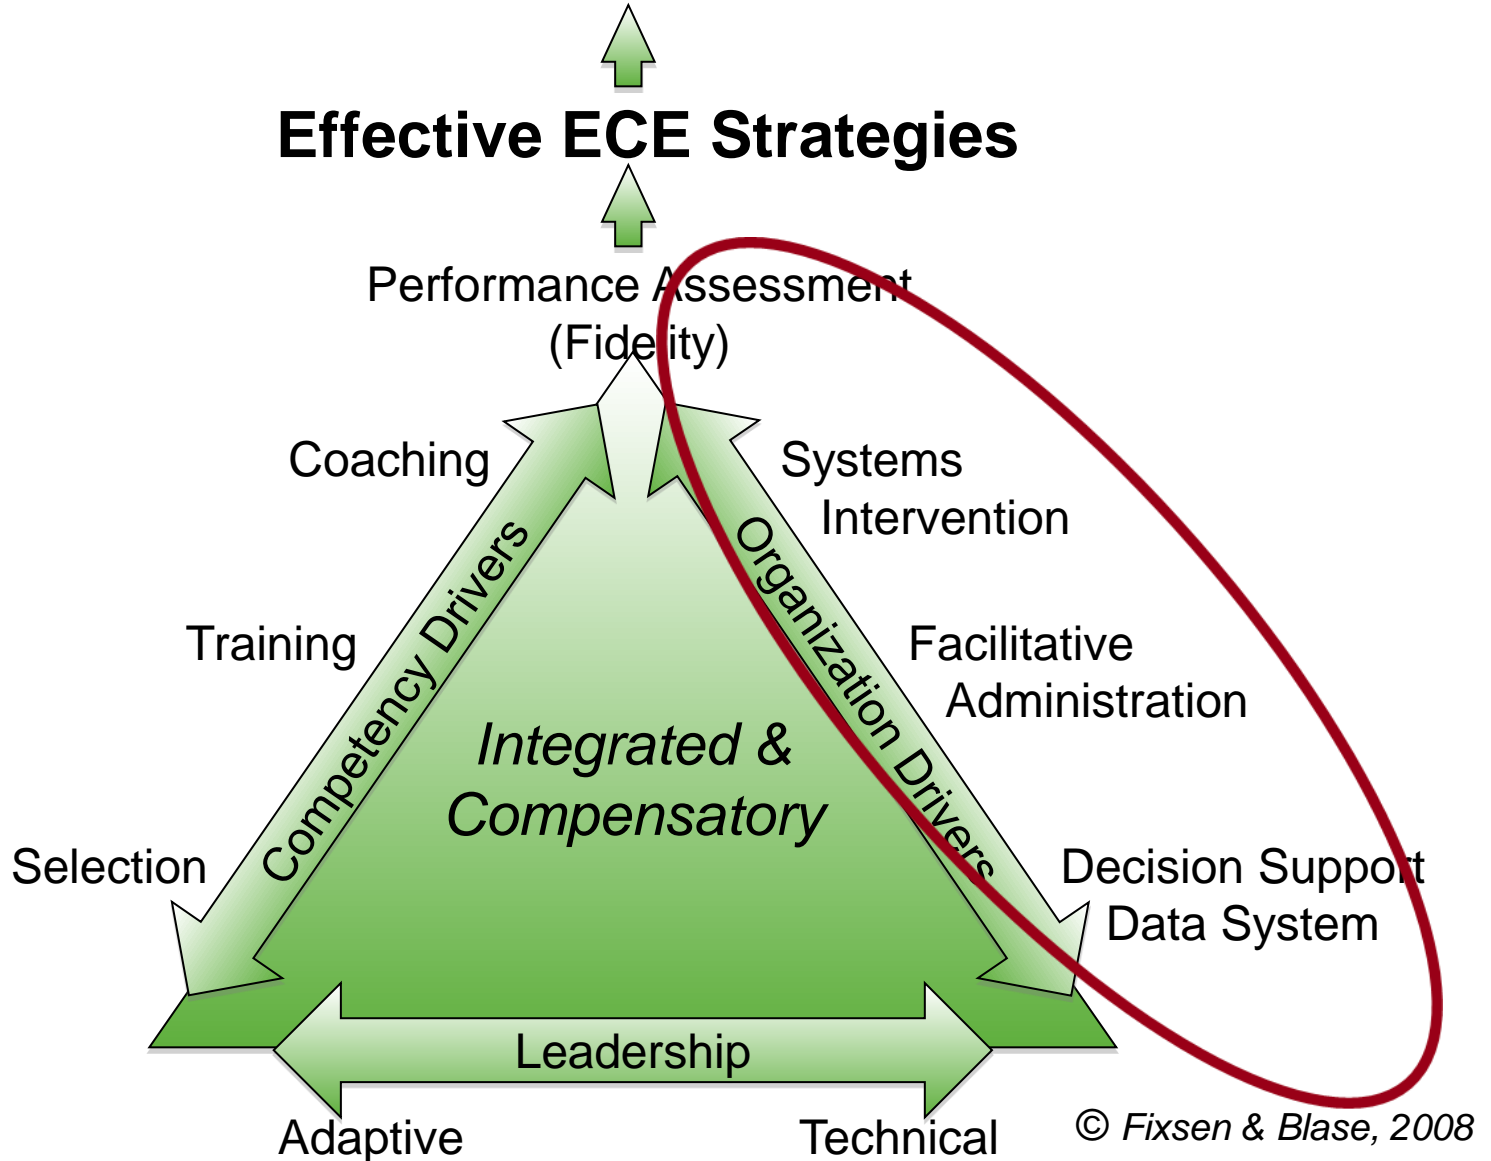 Effective ECE Strategies
Performance Assessment
(Fidelity)
Coaching
Systems
Intervention
Training
Facilitative
Administration
Competency Drivers
Organization Drivers
Integrated &
Compensatory
Selection
Decision Support
Data System
Leadership
Adaptive
Technical
© Fixsen & Blase, 2008